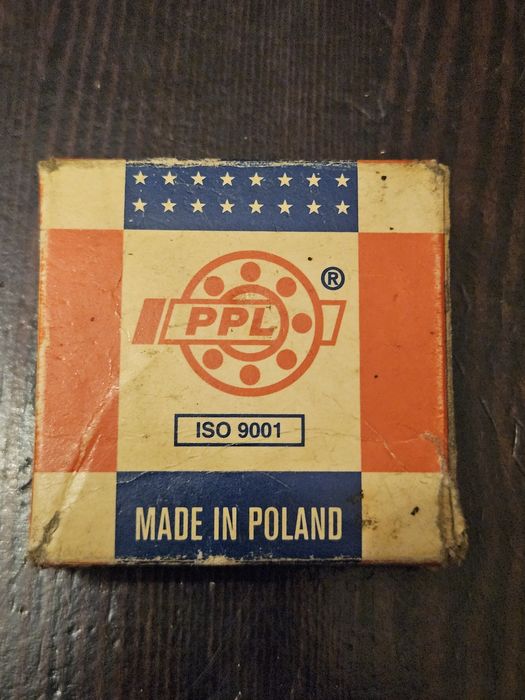 ®
PPL
ISO 9001
MADE IN POLAND